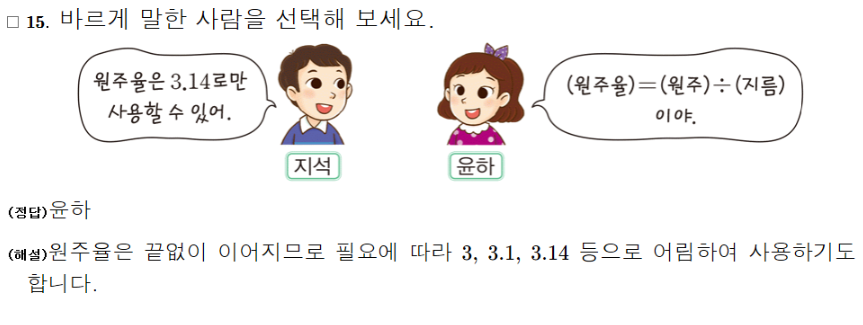 □ 15. 바르게 말한 사람을 선택해 보세요.
원주율은 3.14로만
사용할 수 있어.
(원주율)=(원주)÷(지름)
이야.
지석
윤하
(정답)윤하
(해설)원주율은 끝없이 이어지므로 필요에 따라 3, 3.1, 3.14 등으로 어림하여 사용하기도
합니다.